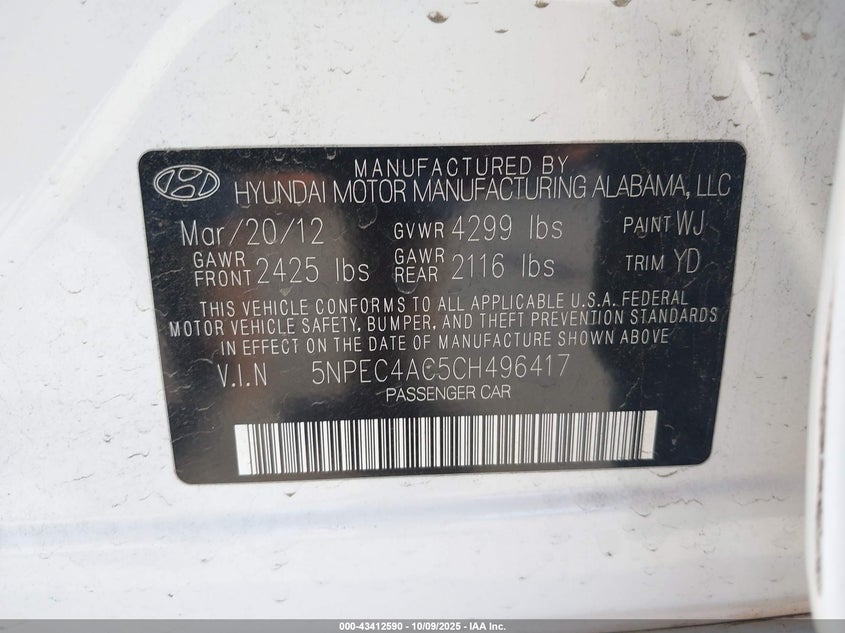 MANUFACTURED BY
HYUNDAI MOTOR MANUFACTURING ALABAMA, LLC
Mar/20/12 GVWR 4299 lbs PAINT WJ
GAWR FRONT 2425 lbs GAWR REAR 2116 lbs TRIM YD
THIS VEHICLE CONFORMS TO ALL APPLICABLE U.S.A. FEDERAL
MOTOR VEHICLE SAFETY, BUMPER, AND THEFT PREVENTION STANDARDS
IN EFFECT ON THE DATE OF MANUFACTURE SHOWN ABOVE
V.I.N 5NPEC4AC5CH496417
PASSENGER CAR
000-43412590 - 10/09/2025 - IAA Inc.